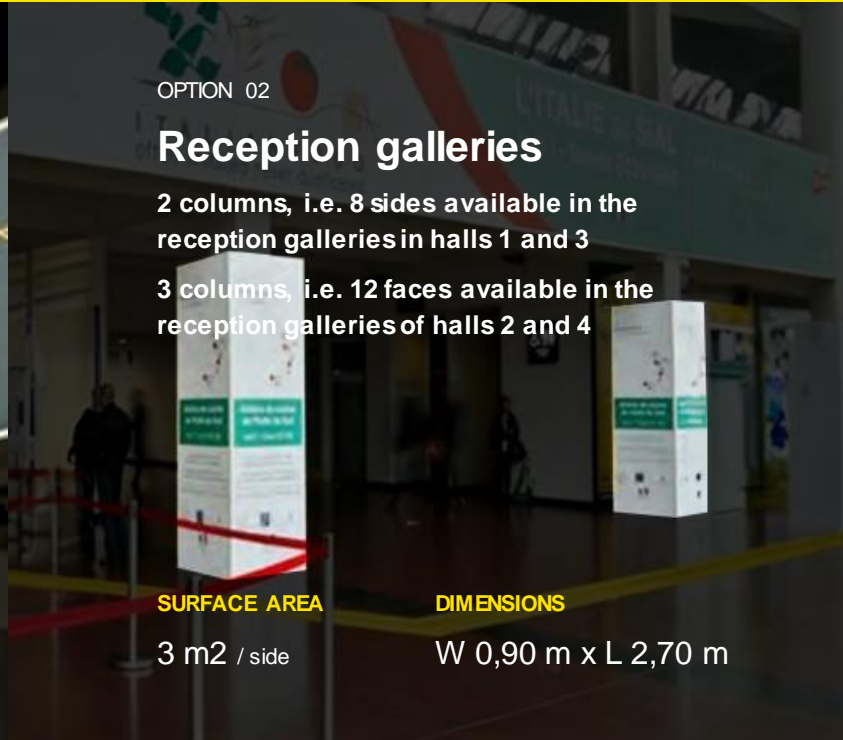 OPTION 02
Reception galleries
2 columns, i.e. 8 sides available in the
reception galleries in halls 1 and 3
3 columns, i.e. 12 faces available in the
reception galleries of halls 2 and 4
L'ITALIE SIAL
SURFACE AREA
DIMENSIONS
3 m2 / side
W 0,90 m x L 2,70 m